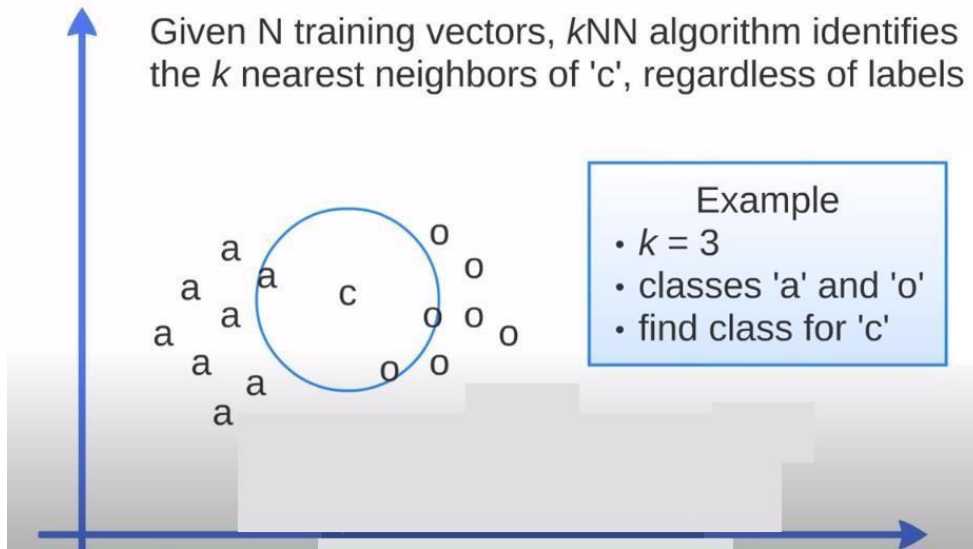 Given N training vectors, kNN algorithm identifies
the k nearest neighbors of 'c', regardless of labels
Example
• k = 3
• classes 'a' and 'o'
• find class for 'c'
o
a
o
a
c
a
a
o
o
a
o
a
o
o
a
a